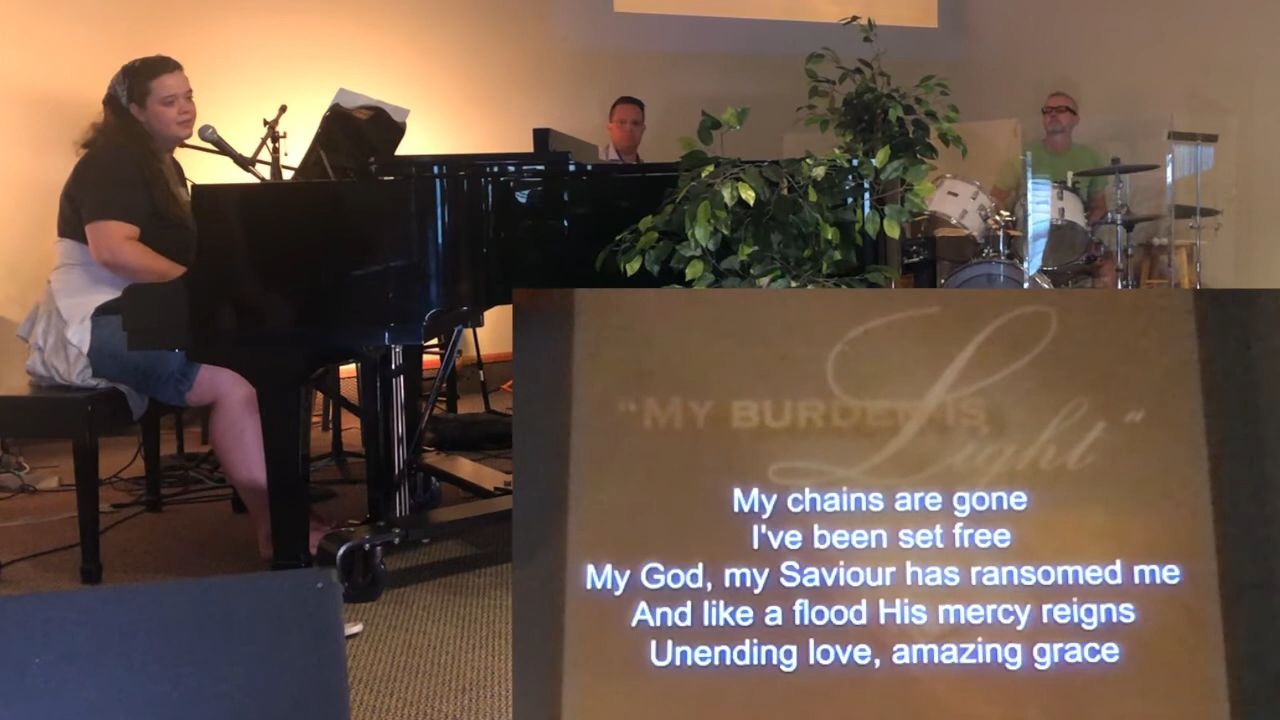 "MY BURDEN IS
Light"
My chains are gone
I've been set free
My God, my Saviour has ransomed me
And like a flood His mercy reigns
Unending love, amazing grace